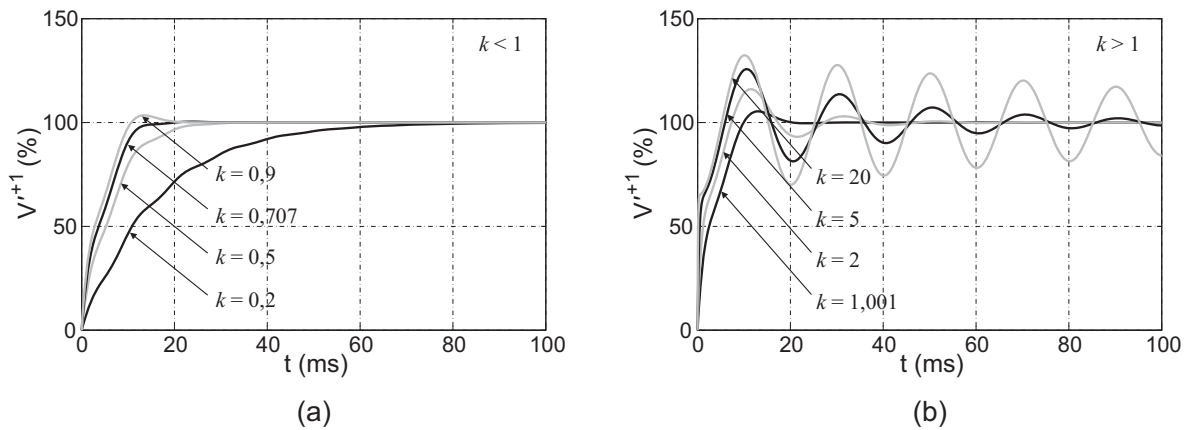 150
k < 1
100
V'⁺¹ (%)
k = 0,9
k = 0,707
50
k = 0,5
k = 0,2
0
0 20 40 60 80 100
t (ms)
(a)
150
k > 1
100
V'⁺¹ (%)
k = 20
k = 5
50
k = 2
k = 1,001
0
0 20 40 60 80 100
t (ms)
(b)